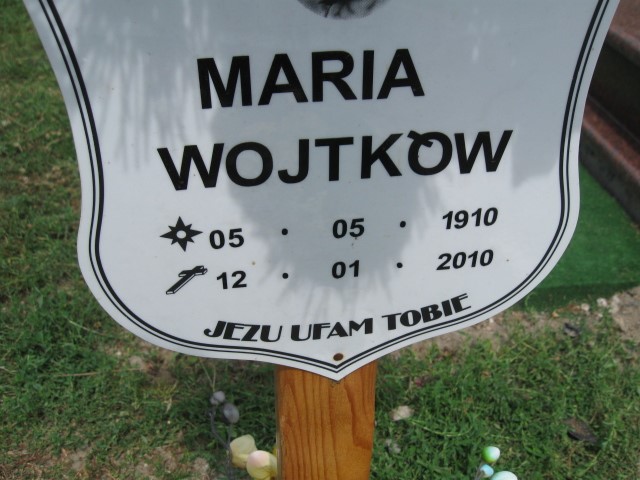 MARIA
WOJTKÓW
05 . 05 . 1910
12 . 01 . 2010
JEZU UFAM TOBIE